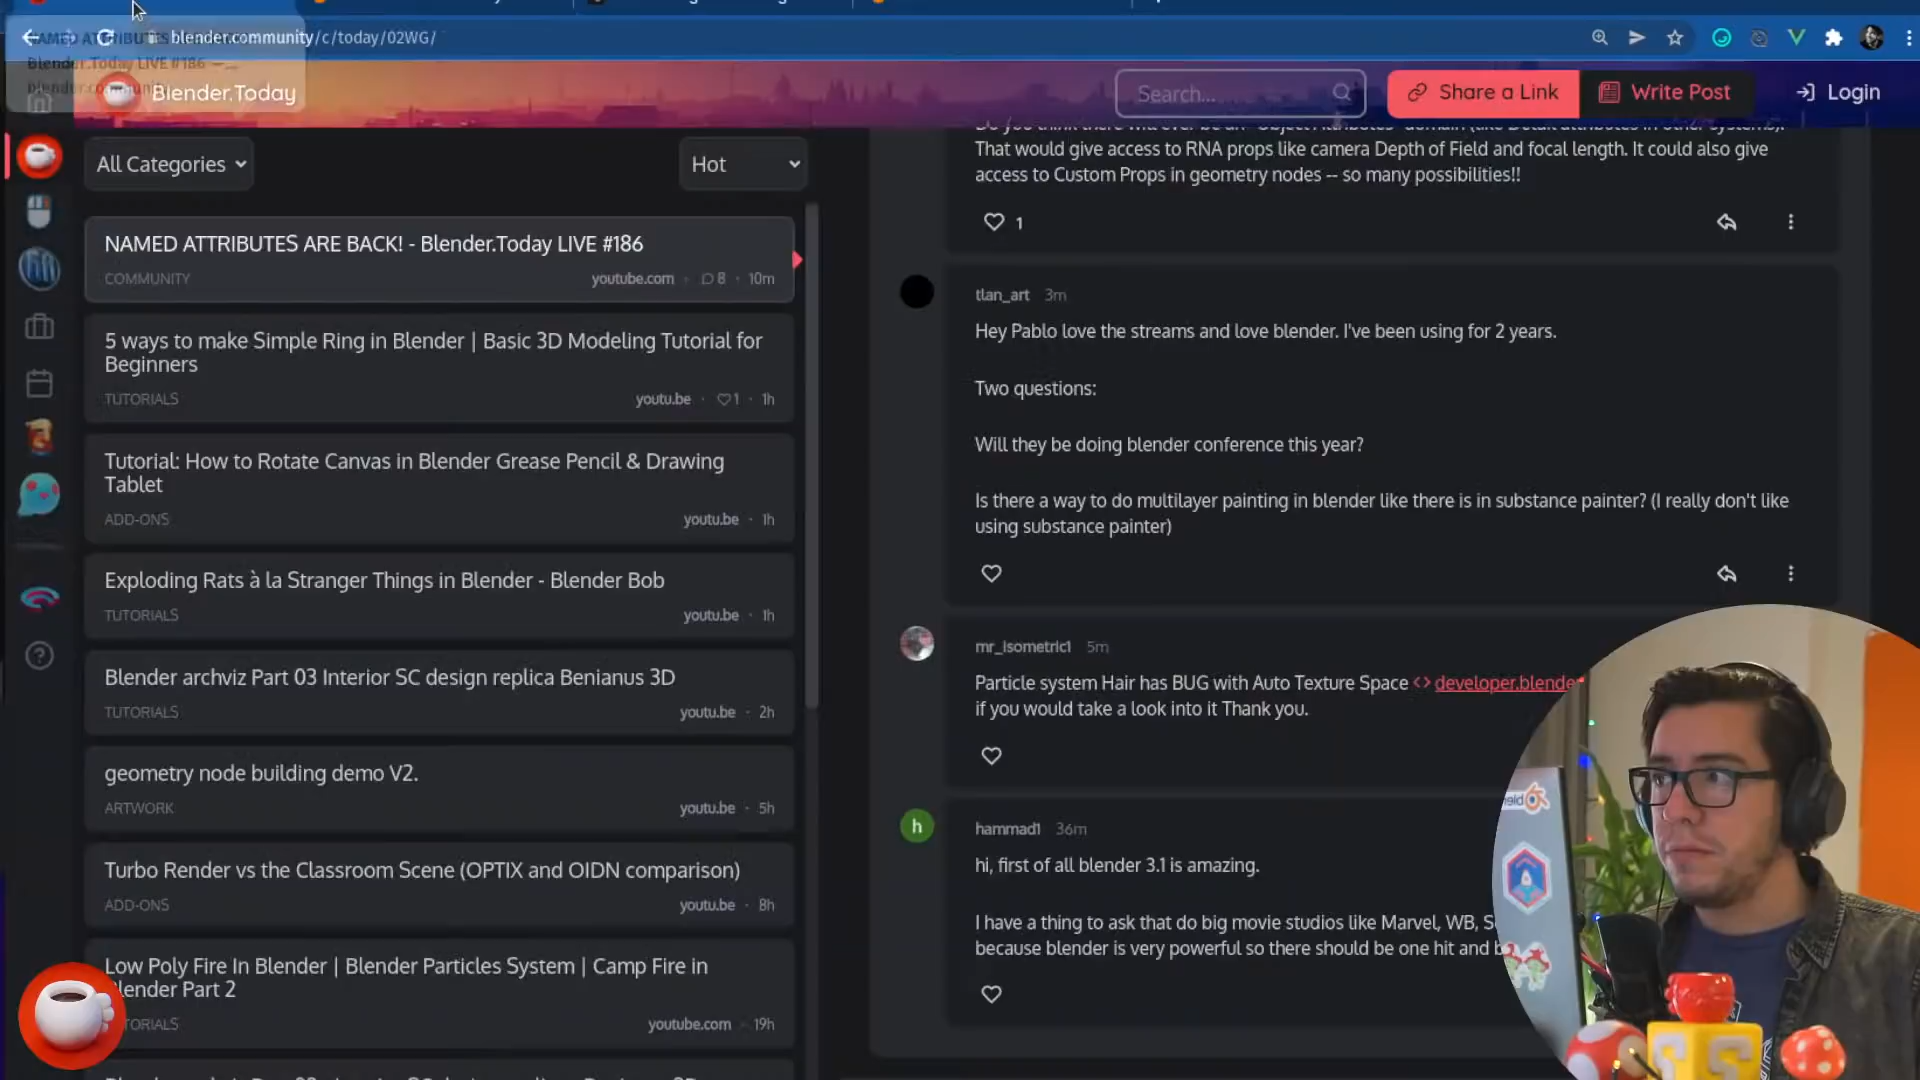 blender.community/c/today/02WG/
Blender.Today LIVE #186
Blender.Today
Search...
Share a Link
Write Post
Login
All Categories
Hot
NAMED ATTRIBUTES ARE BACK! - Blender.Today LIVE #186
COMMUNITY
youtube.com · 8 · 10m
5 ways to make Simple Ring in Blender | Basic 3D Modeling Tutorial for
Beginners
TUTORIALS
youtu.be · 1 · 1h
Tutorial: How to Rotate Canvas in Blender Grease Pencil & Drawing
Tablet
ADD-ONS
youtu.be · 1h
Exploding Rats à la Stranger Things in Blender - Blender Bob
TUTORIALS
youtu.be · 1h
Blender archviz Part 03 Interior SC design replica Benianus 3D
TUTORIALS
youtu.be · 2h
geometry node building demo V2.
ARTWORK
youtu.be · 5h
Turbo Render vs the Classroom Scene (OPTIX and OIDN comparison)
ADD-ONS
youtu.be · 8h
Low Poly Fire In Blender | Blender Particles System | Camp Fire in
lender Part 2
TORIALS
youtube.com · 19h
That would give access to RNA props like camera Depth of Field and focal length. It could also give
access to Custom Props in geometry nodes -- so many possibilities!!
1
tlan_art 3m
Hey Pablo love the streams and love blender. I've been using for 2 years.
Two questions:
Will they be doing blender conference this year?
Is there a way to do multilayer painting in blender like there is in substance painter? (I really don't like
using substance painter)
mr_isometric1 5m
Particle system Hair has BUG with Auto Texture Space <> developer.blende
if you would take a look into it Thank you.
h
hammad1 36m
hi, first of all blender 3.1 is amazing.
I have a thing to ask that do big movie studios like Marvel, WB, S
because blender is very powerful so there should be one hit and b